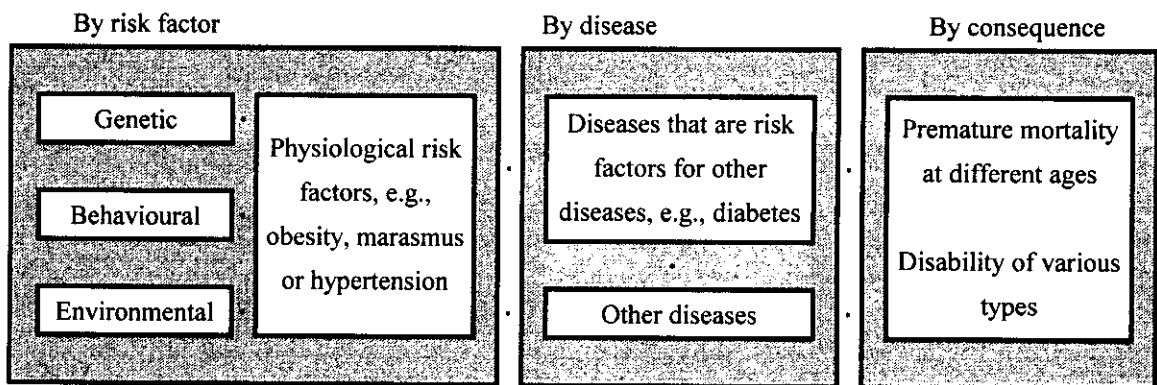 By risk factor
Genetic
Behavioural
Environmental
Physiological risk
factors, e.g.,
obesity, marasmus
or hypertension
By disease
Diseases that are risk
factors for other
diseases, e.g., diabetes
Other diseases
By consequence
Premature mortality
at different ages
Disability of various
types